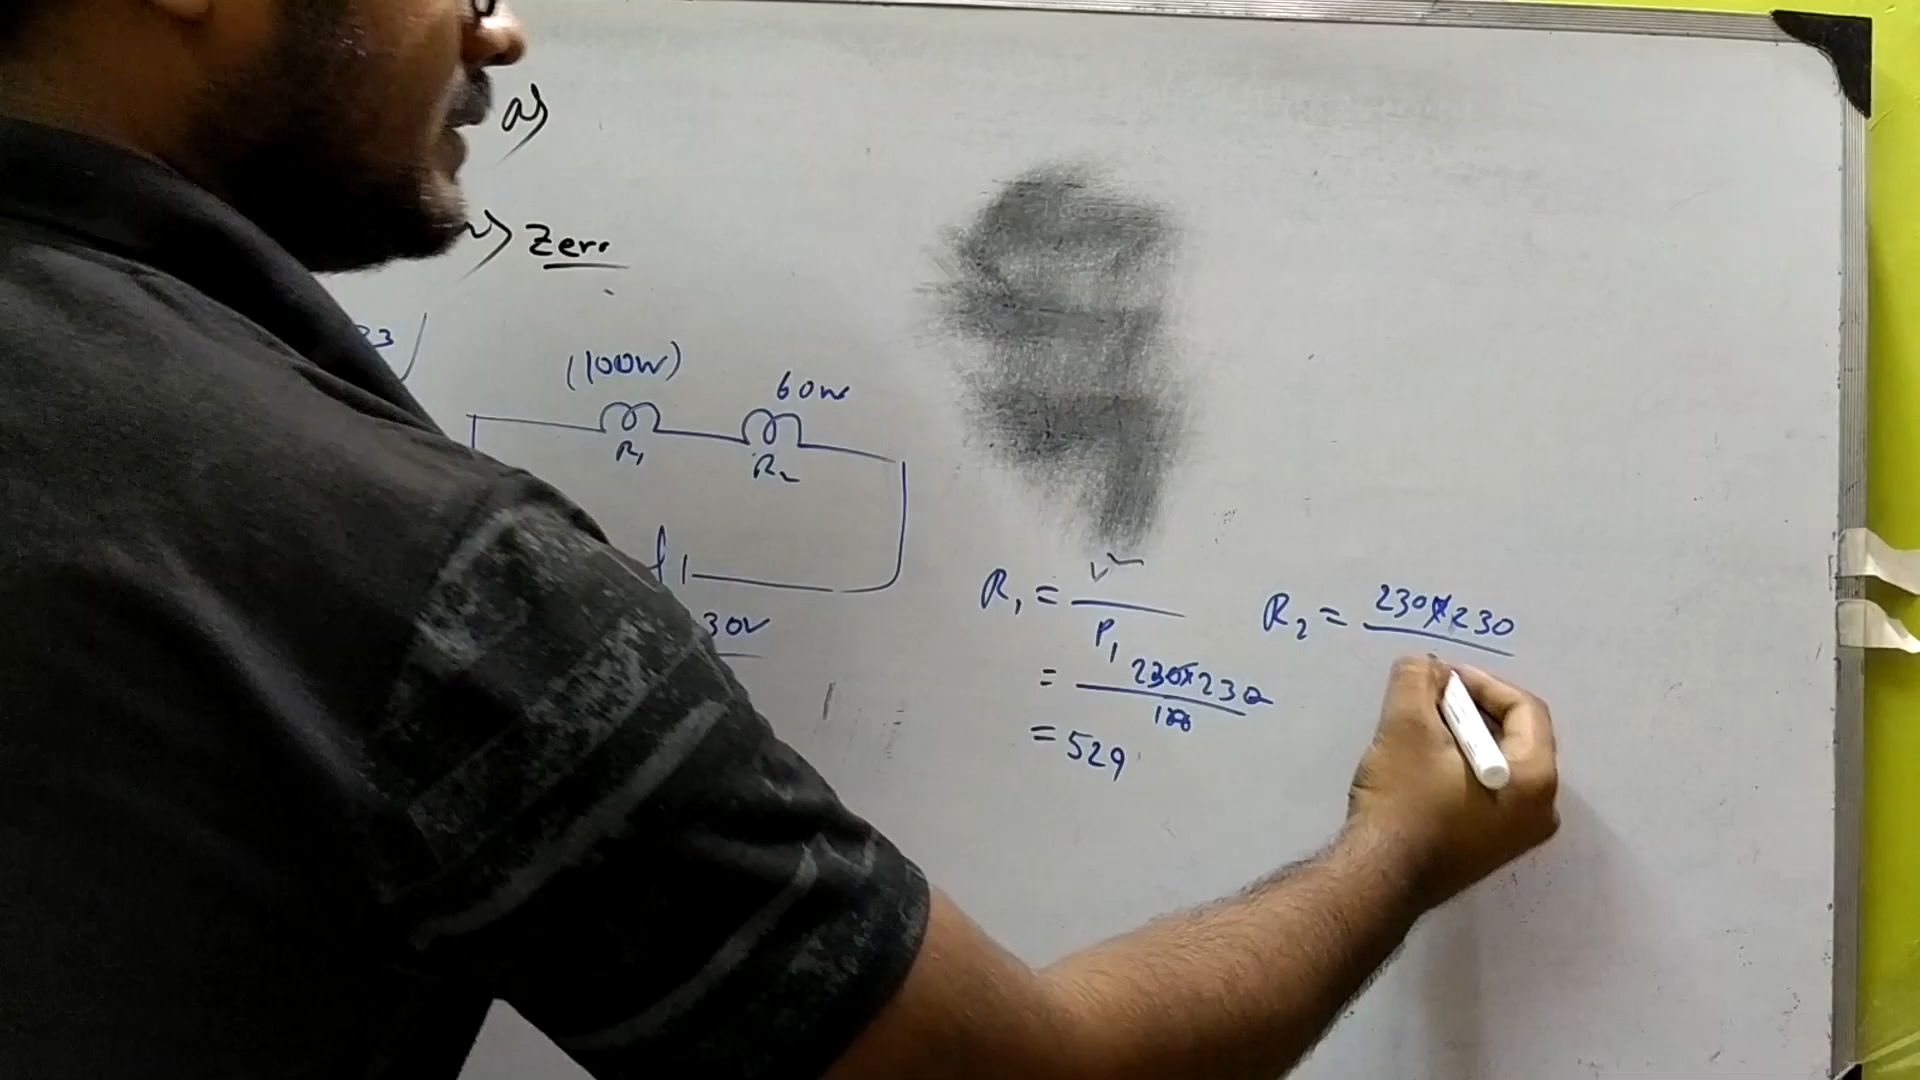 a)
Zero
(100W)
60W
R₁
R₂
30V
R₁ = V²
P₁
= 230×230
100
= 529
R₂ = 230×230